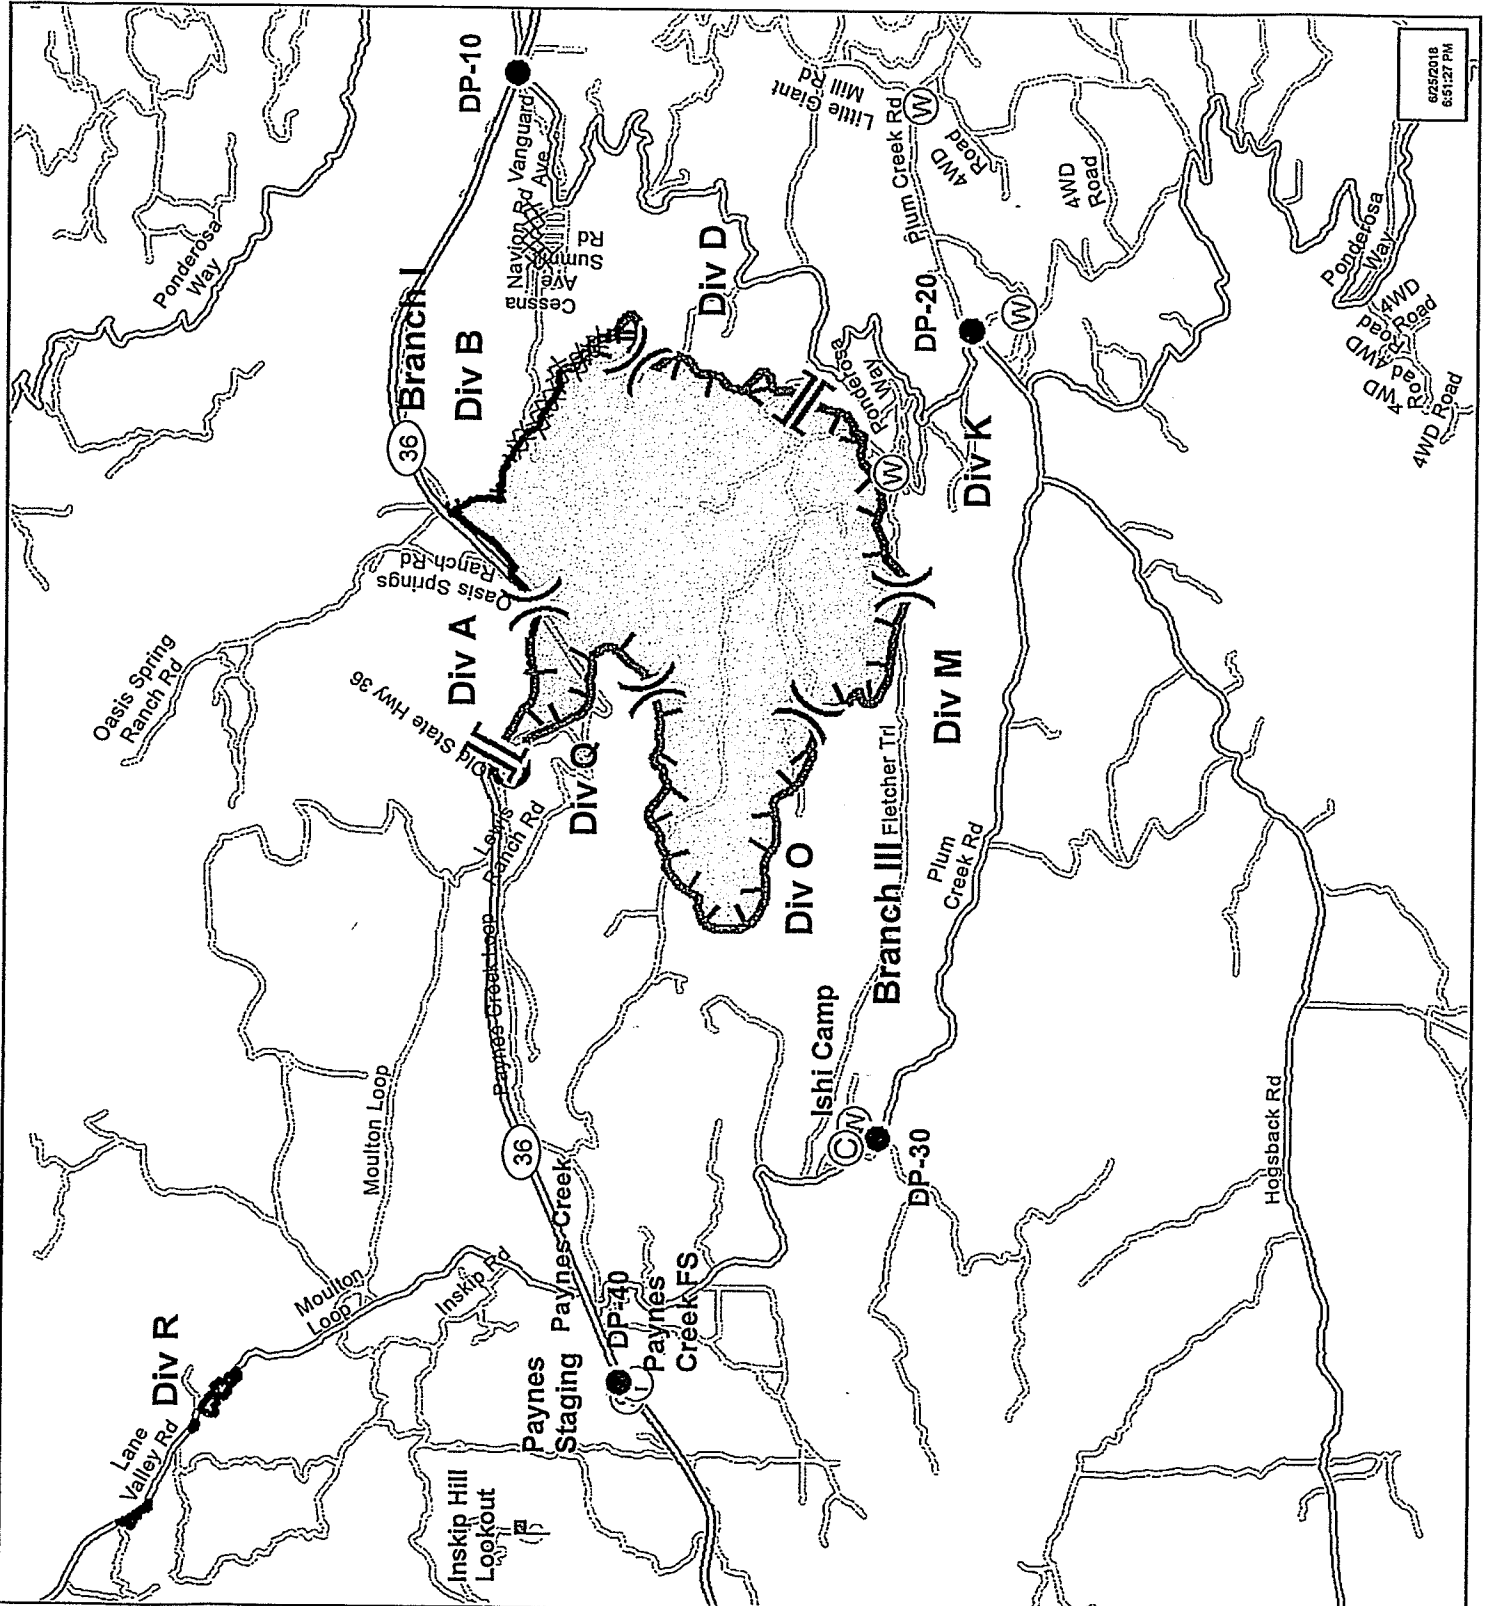 6/25/2018
6:51:27 PM
DP-10
Vanguard
Ave
Navion Rd
Summit
Rd
Cessna
Ave
Ponderosa
Way
Branch I
Div B
36
Div D
Little Giant
Mill Rd
Plum Creek Rd
W
4WD
Road
4WD
Road
DP-20
W
Ponderosa
Way
W
Div K
Ponderosa
Way
4WD
Road
4WD
Road
4WD
Road
4WD Road
Oasis Springs
Ranch Rd
Oasis Spring
Ranch Rd
Div A
Old State Hwy 36
Div Q
Lewis
Ranch Rd
Paynes Creek Loop
Div M
Fletcher Trl
Branch III
Div O
Plum
Creek Rd
Ishi Camp
C
W
DP-30
Hogsback Rd
Moulton Loop
36
Paynes Creek
Moulton
Loop
Inskip Rd
DP-40
Paynes
Creek FS
Paynes
Staging
Div R
Lane
Valley Rd
Inskip Hill
Lookout